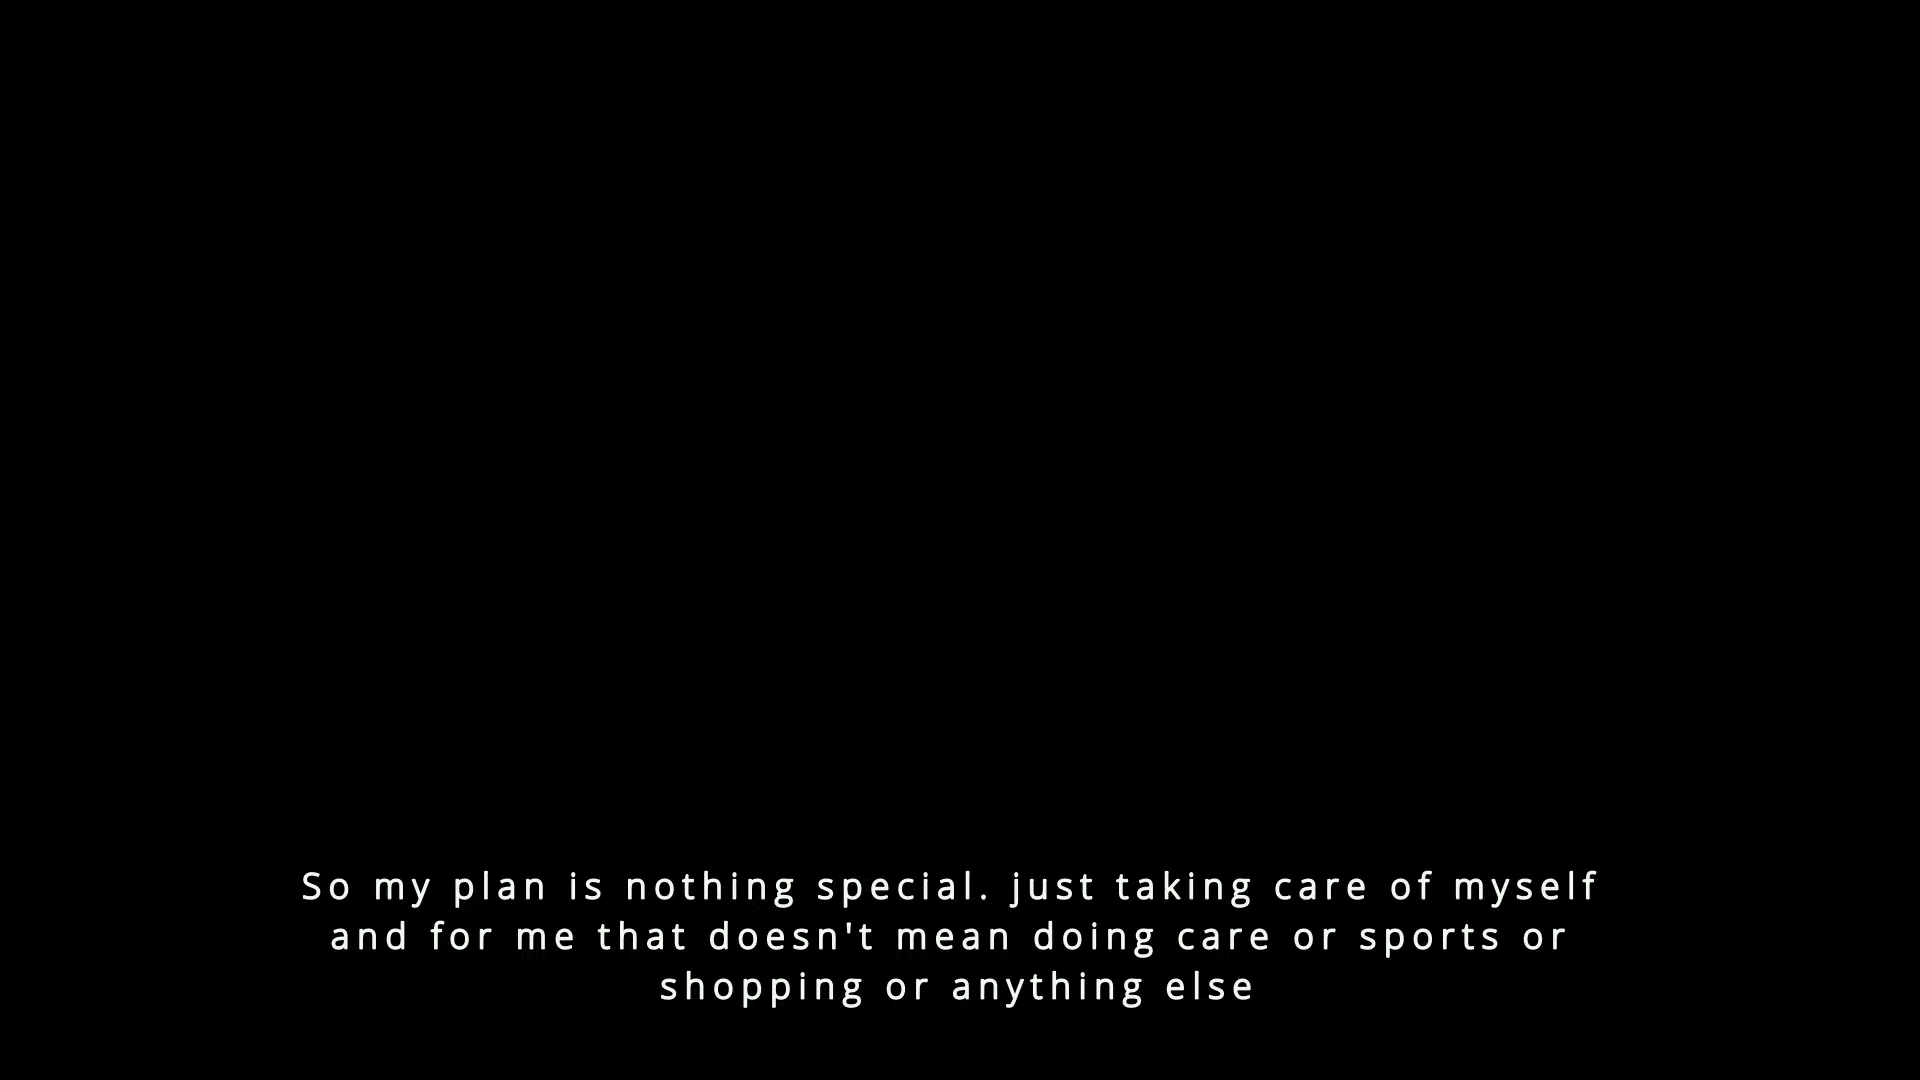 So my plan is nothing special. just taking care of myself
and for me that doesn't mean doing care or sports or
shopping or anything else